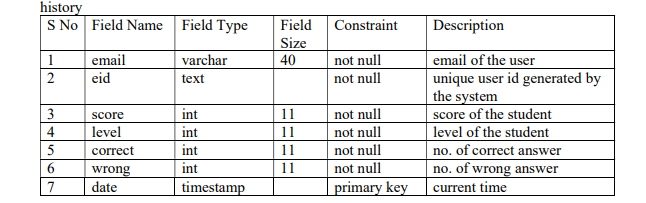 history
S No Field Name Field Type Field Size Constraint Description
1 email varchar 40 not null email of the user
2 eid text not null unique user id generated by the system
3 score int 11 not null score of the student
4 level int 11 not null level of the student
5 correct int 11 not null no. of correct answer
6 wrong int 11 not null no. of wrong answer
7 date timestamp primary key current time